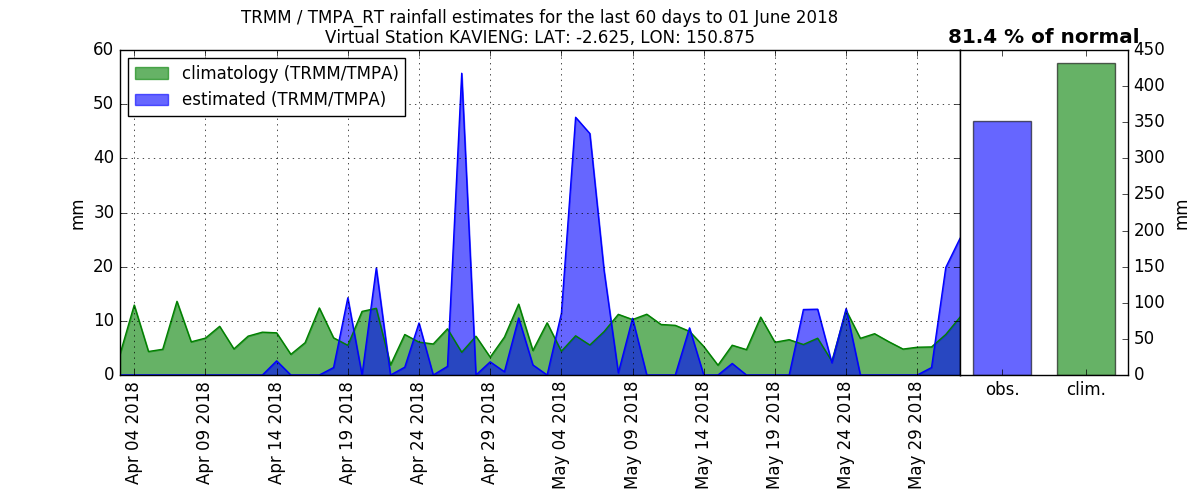 TRMM / TMPA_RT rainfall estimates for the last 60 days to 01 June 2018
Virtual Station KAVIENG: LAT: -2.625, LON: 150.875
81.4 % of normal
climatology (TRMM/TMPA)
estimated (TRMM/TMPA)
60
50
40
30
20
10
0
mm
Apr 04 2018
Apr 09 2018
Apr 14 2018
Apr 19 2018
Apr 24 2018
Apr 29 2018
May 04 2018
May 09 2018
May 14 2018
May 19 2018
May 24 2018
May 29 2018
450
400
350
300
250
200
150
100
50
0
mm
obs.
clim.